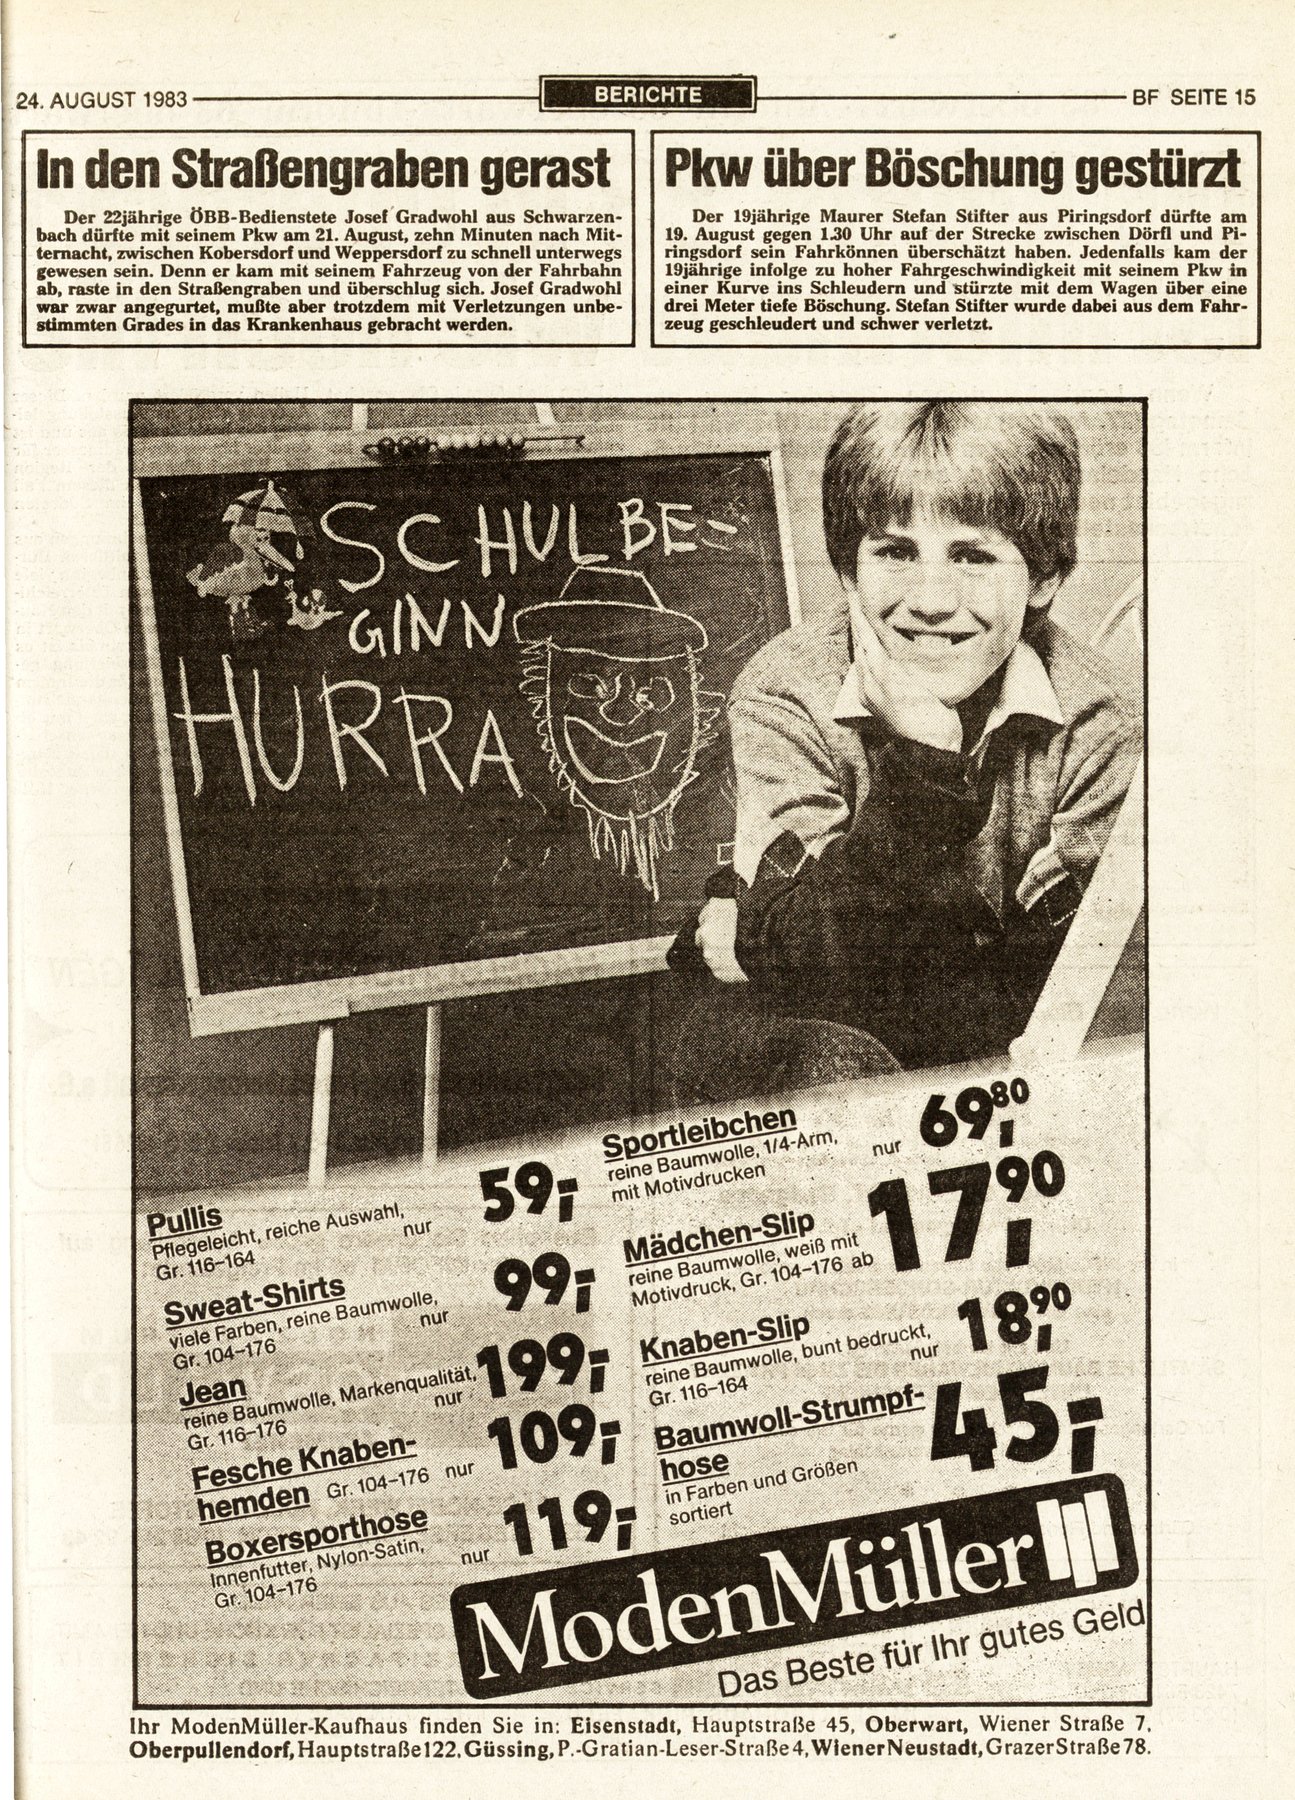 24. AUGUST 1983
BERICHTE
BF SEITE 15
In den Straßengraben gerast
Der 22jährige ÖBB-Bedienstete Josef Gradwohl aus Schwarzen-
bach dürfte mit seinem Pkw am 21. August, zehn Minuten nach Mit-
ternacht, zwischen Kobersdorf und Weppersdorf zu schnell unterwegs
gewesen sein. Denn er kam mit seinem Fahrzeug von der Fahrbahn
ab, raste in den Straßengraben und überschlug sich. Josef Gradwohl
war zwar angegurtet, mußte aber trotzdem mit Verletzungen unbe-
stimmten Grades in das Krankenhaus gebracht werden.
Pkw über Böschung gestürzt
Der 19jährige Maurer Stefan Stifter aus Piringsdorf dürfte am
19. August gegen 1.30 Uhr auf der Strecke zwischen Dörfl und Pi-
ringsdorf sein Fahrkönnen überschätzt haben. Jedenfalls kam der
19jährige infolge zu hoher Fahrgeschwindigkeit mit seinem Pkw in
einer Kurve ins Schleudern und stürzte mit dem Wagen über eine
drei Meter tiefe Böschung. Stefan Stifter wurde dabei aus dem Fahr-
zeug geschleudert und schwer verletzt.
SCHULBE-
GINN
HURRA
Pullis
Pflegeleicht, reiche Auswahl,
Gr. 116–164 nur 59,-
Sweat-Shirts
viele Farben, reine Baumwolle,
Gr. 104–176 nur 99,-
Jean
reine Baumwolle, Markenqualität,
Gr. 116–176 nur 199,-
Fesche Knaben-
hemden Gr. 104–176 nur 109,-
Boxersporthose
Innenfutter, Nylon-Satin,
Gr. 104–176 nur 119,-
Sportleibchen
reine Baumwolle, 1/4-Arm,
mit Motivdrucken nur 69,80
Mädchen-Slip
reine Baumwolle, weiß mit
Motivdruck, Gr. 104–176 ab 17,90
Knaben-Slip
reine Baumwolle, bunt bedruckt,
Gr. 116–164 nur 18,90
Baumwoll-Strumpf-
hose
in Farben und Größen
sortiert 45,-
ModenMüller
Das Beste für Ihr gutes Geld
Ihr ModenMüller-Kaufhaus finden Sie in: Eisenstadt, Hauptstraße 45, Oberwart, Wiener Straße 7,
Oberpullendorf, Hauptstraße 122, Güssing, P.-Gratian-Leser-Straße 4, Wiener Neustadt, Grazer Straße 78.